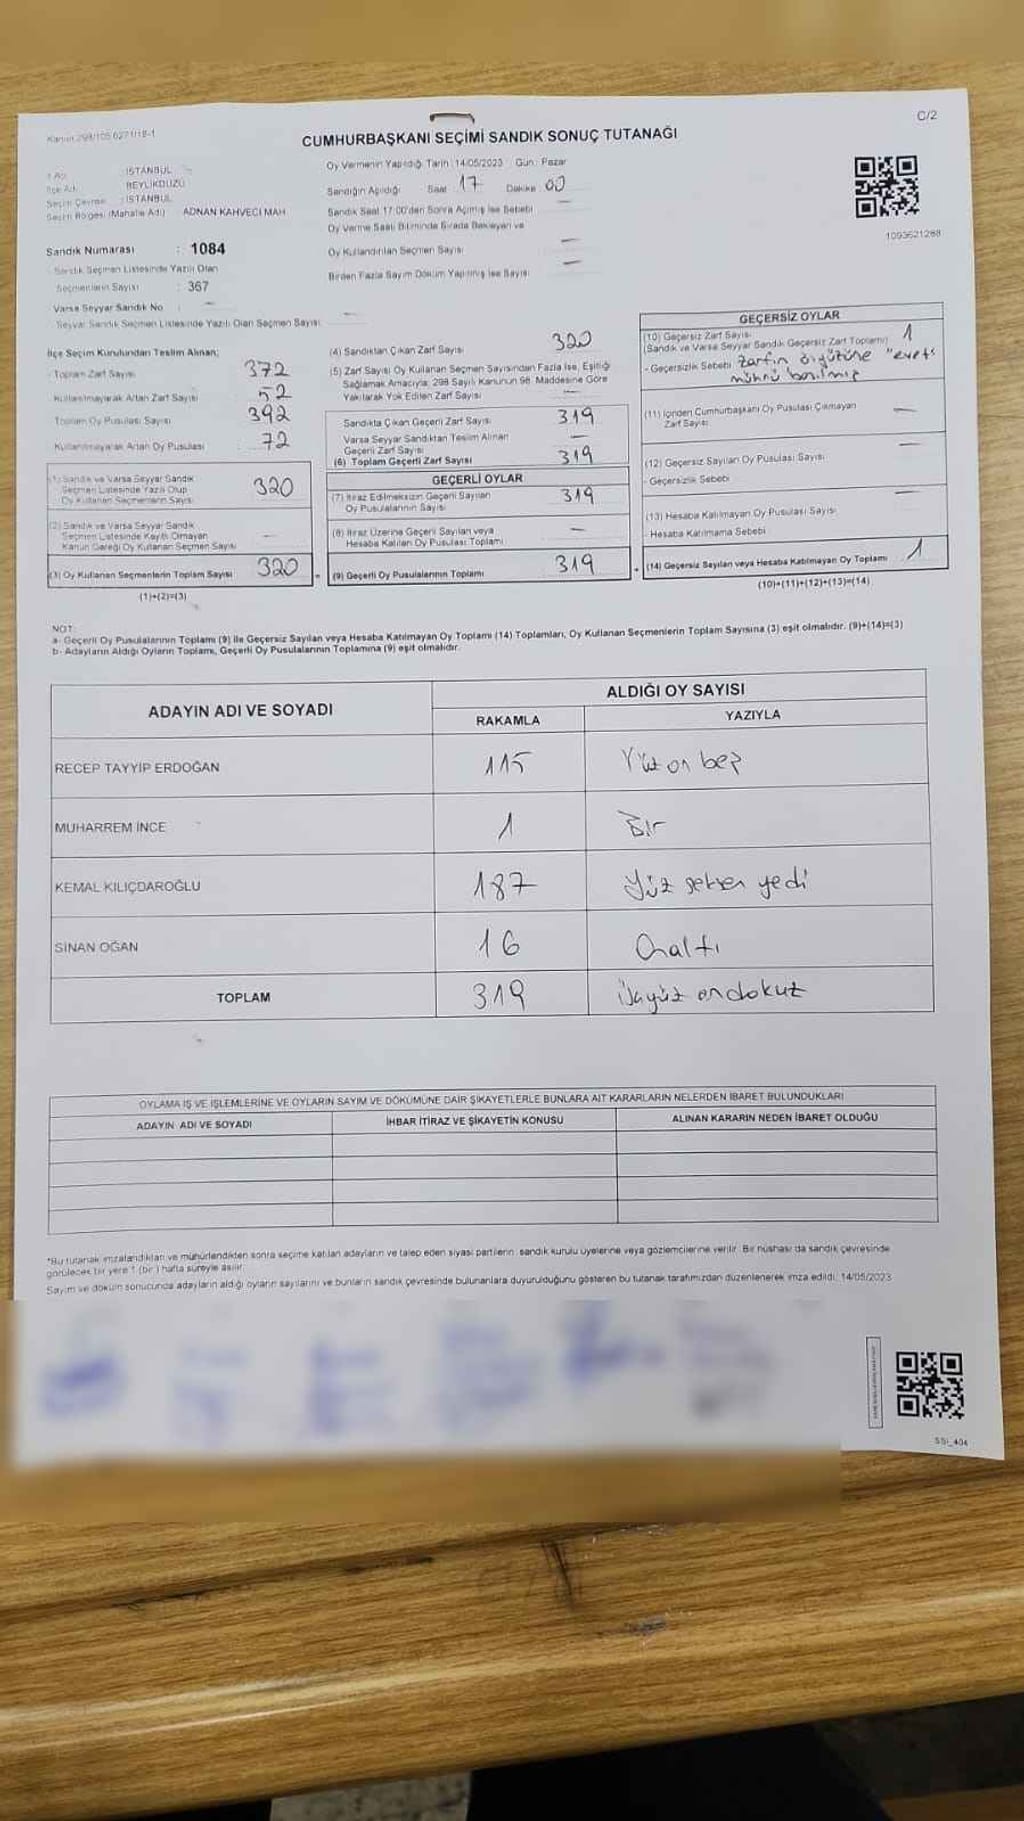 C/2
Kanun 298/105 6271/18-1
CUMHURBAŞKANI SEÇİMİ SANDIK SONUÇ TUTANAĞI
İl Adı : İSTANBUL
İlçe Adı : BEYLİKDÜZÜ
Seçim Çevresi : İSTANBUL
Seçim Bölgesi (Mahalle Adı) ADNAN KAHVECİ MAH
Sandık Numarası : 1084
Sandık Seçmen Listesinde Yazılı Olan
Seçmenlerin Sayısı : 367
Varsa Seyyar Sandık No : —
Seyyar Sandık Seçmen Listesinde Yazılı Olan Seçmen Sayısı: —
Oy Vermenin Yapıldığı Tarih : 14/05/2023 Gün : Pazar
Sandığın Açıldığı Saat : 17 Dakika : 00
Sandık Saat 17:00'den Sonra Açılmış İse Sebebi —
Oy Verme Saati Bitiminde Sırada Bekleyen ve
Oy Kullandırılan Seçmen Sayısı —
Birden Fazla Sayım Döküm Yapılmış İse Sayısı —
1093621288
İlçe Seçim Kurulundan Teslim Alınan;
- Toplam Zarf Sayısı : 372
Kullanılmayarak Artan Zarf Sayısı : 52
Toplam Oy Pusulası Sayısı : 392
Kullanılmayarak Artan Oy Pusulası : 72
(1) Sandık ve Varsa Seyyar Sandık
Seçmen Listesinde Yazılı Olup
Oy Kullanan Seçmenlerin Sayısı 320
(2) Sandık ve Varsa Seyyar Sandık
Seçmen Listesinde Kayıtlı Olmayan
Kanun Gereği Oy Kullanan Seçmen Sayısı —
(3) Oy Kullanan Seçmenlerin Toplam Sayısı 320
(1)+(2)=(3)
(4) Sandıktan Çıkan Zarf Sayısı 320
(5) Zarf Sayısı Oy Kullanan Seçmen Sayısından Fazla İse, Eşitliği
Sağlamak Amacıyla; 298 Sayılı Kanunun 98. Maddesine Göre
Yakılarak Yok Edilen Zarf Sayısı —
Sandıkta Çıkan Geçerli Zarf Sayısı 319
Varsa Seyyar Sandıktan Teslim Alınan
Geçerli Zarf Sayısı —
(6) Toplam Geçerli Zarf Sayısı 319
GEÇERLİ OYLAR
(7) İtiraz Edilmeksizin Geçerli Sayılan
Oy Pusulalarının Sayısı 319
(8) İtiraz Üzerine Geçerli Sayılan veya
Hesaba Katılan Oy Pusulası Toplamı —
(9) Geçerli Oy Pusulalarının Toplamı 319
GEÇERSİZ OYLAR
(10) Geçersiz Zarf Sayısı 1
(Sandık ve Varsa Seyyar Sandık Geçersiz Zarf Toplamı)
- Geçersizlik Sebebi Zarfın önyüzüne "evet"
mührü basılmış
(11) İçinden Cumhurbaşkanı Oy Pusulası Çıkmayan
Zarf Sayısı —
(12) Geçersiz Sayılan Oy Pusulası Sayısı —
- Geçersizlik Sebebi
(13) Hesaba Katılmayan Oy Pusulası Sayısı —
- Hesaba Katılmama Sebebi
(14) Geçersiz Sayılan veya Hesaba Katılmayan Oy Toplamı 1
(10)+(11)+(12)+(13)=(14)
NOT:
a- Geçerli Oy Pusulalarının Toplamı (9) ile Geçersiz Sayılan veya Hesaba Katılmayan Oy Toplamı (14) Toplamları, Oy Kullanan Seçmenlerin Toplam Sayısına (3) eşit olmalıdır. (9)+(14)=(3)
b- Adayların Aldığı Oyların Toplamı, Geçerli Oy Pusulalarının Toplamına (9) eşit olmalıdır.
ADAYIN ADI VE SOYADI ALDIĞI OY SAYISI
RAKAMLA YAZIYLA
RECEP TAYYİP ERDOĞAN 115 Yüz on beş
MUHARREM İNCE 1 Bir
KEMAL KILIÇDAROĞLU 187 Yüz seksen yedi
SİNAN OĞAN 16 Onaltı
TOPLAM 319 Üçyüz ondokuz
OYLAMA İŞ VE İŞLEMLERİNE VE OYLARIN SAYIM VE DÖKÜMÜNE DAİR ŞİKAYETLERLE BUNLARA AİT KARARLARIN NELERDEN İBARET BULUNDUKLARI
ADAYIN ADI VE SOYADI İHBAR İTİRAZ VE ŞİKAYETİN KONUSU ALINAN KARARIN NEDEN İBARET OLDUĞU
*Bu tutanak imzalandıktan ve mühürlendikten sonra seçime katılan adayların ve talep eden siyasi partilerin, sandık kurulu üyelerine veya gözlemcilerine verilir. Bir nüshası da sandık çevresinde
görülecek bir yere 1 (bir) hafta süreyle asılır.
Sayım ve döküm sonucunda adayların aldığı oyların sayılarını ve bunların sandık çevresinde bulunanlara duyurulduğunu gösteren bu tutanak tarafımızdan düzenlenerek imza edildi. 14/05/2023